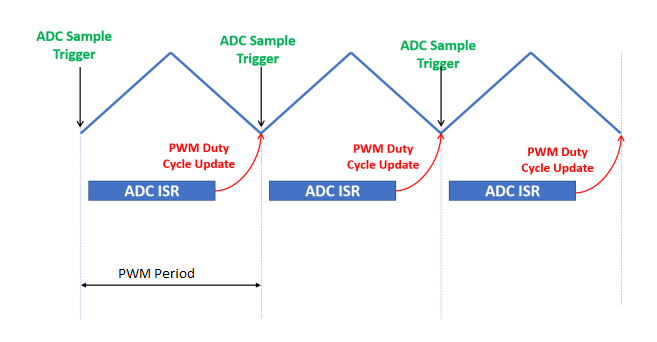 ADC Sample
Trigger
ADC Sample
Trigger
ADC Sample
Trigger
PWM Duty
Cycle Update
PWM Duty
Cycle Update
PWM Duty
Cycle Update
ADC ISR
ADC ISR
ADC ISR
PWM Period